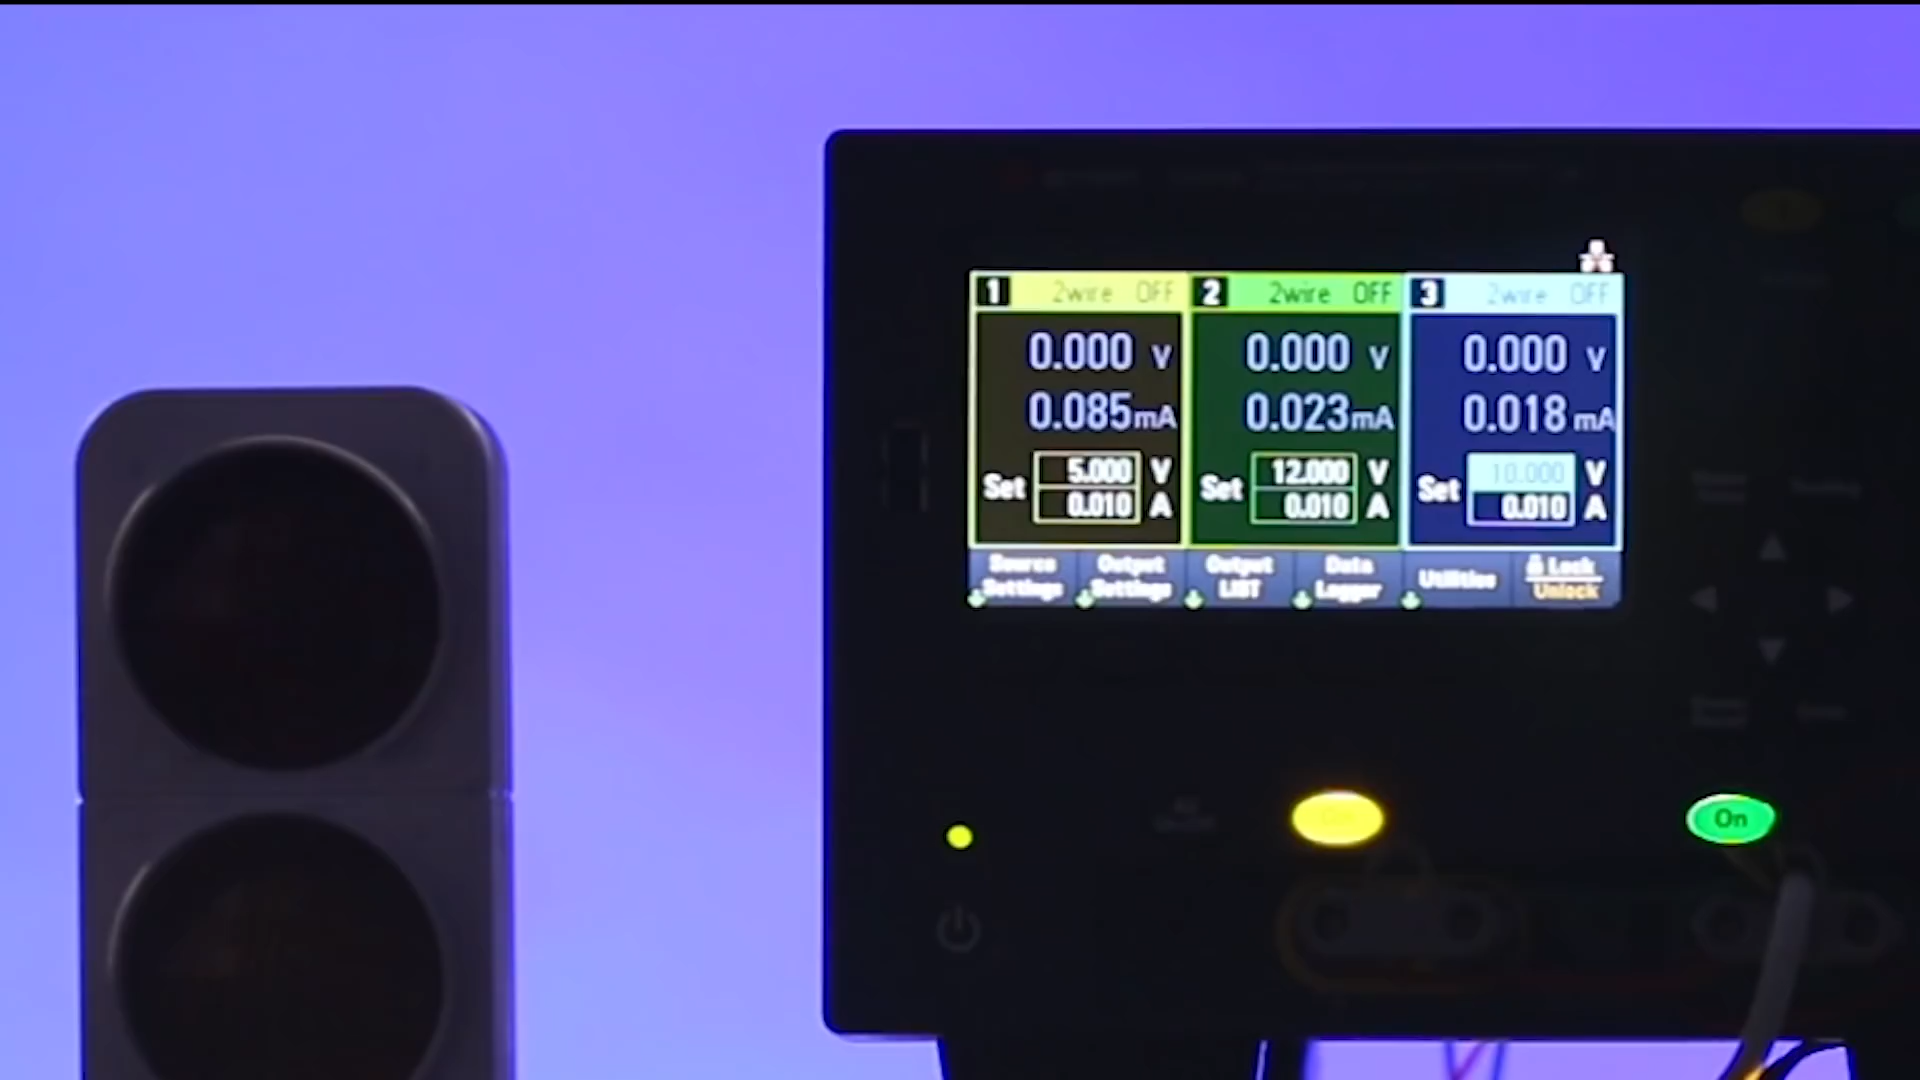 1 2wire OFF 2 2wire OFF 3 2wire OFF
0.000 V 0.000 V 0.000 V
0.085 mA 0.023 mA 0.018 mA
Set 5.000 V Set 12.000 V Set 10.000 V
0.010 A 0.010 A 0.010 A
Source Output Output Data Utilities Lock
Settings Settings LIST Logger Unlock
On